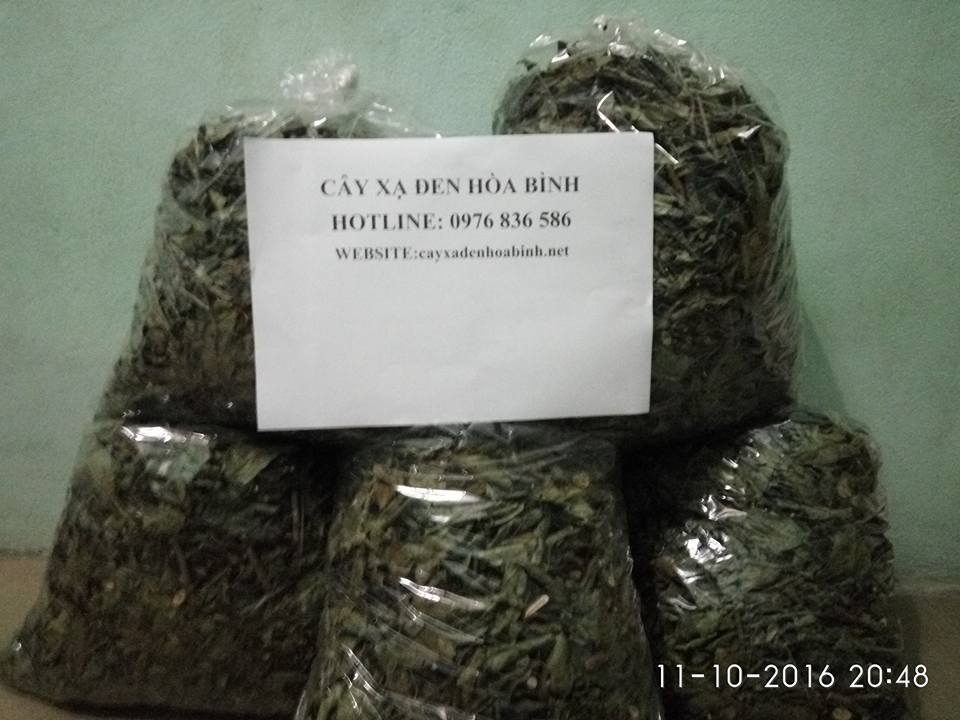 CÂY XẠ ĐEN HÒA BÌNH
HOTLINE: 0976 836 586
WEBSITE:cayxadenhoabinh.net
11-10-2016 20:48